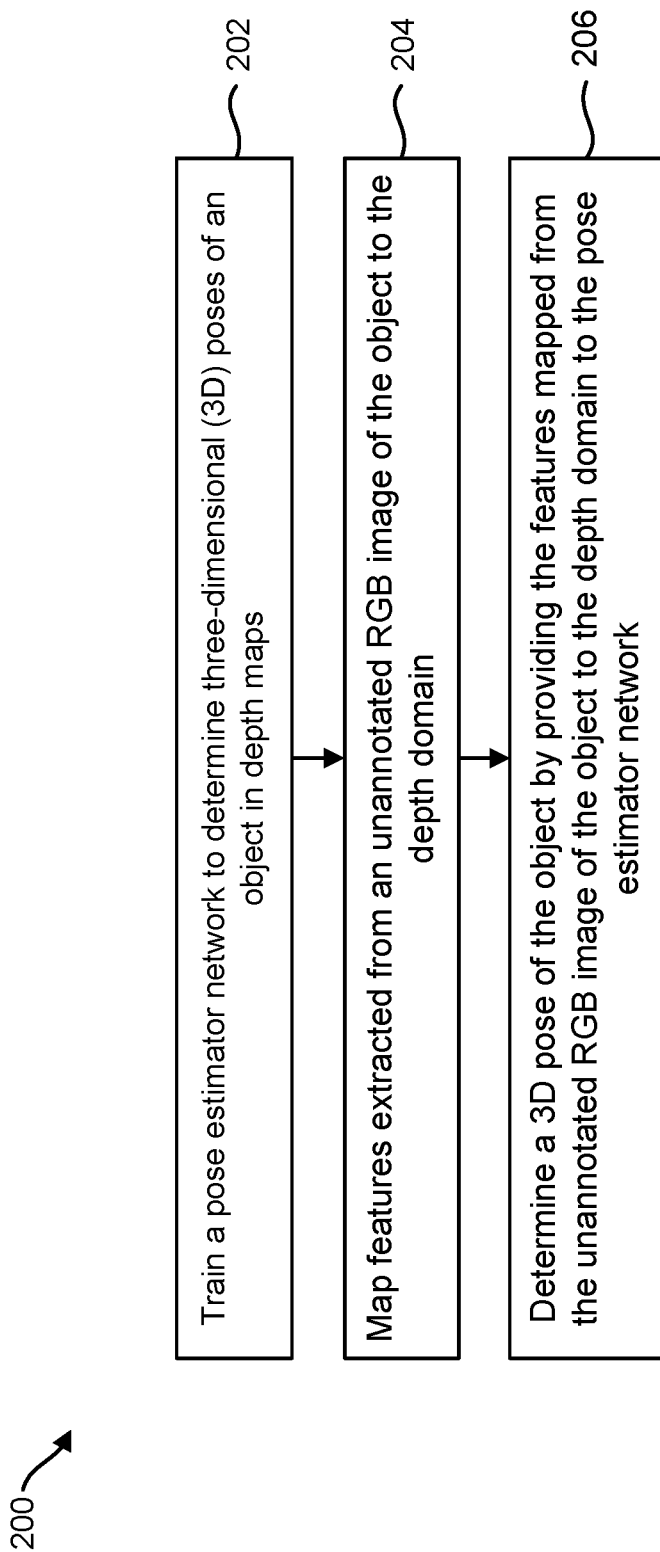 200
Train a pose estimator network to determine three-dimensional (3D) poses of an
object in depth maps
202
Map features extracted from an unannotated RGB image of the object to the
depth domain
204
Determine a 3D pose of the object by providing the features mapped from
the unannotated RGB image of the object to the depth domain to the pose
estimator network
206